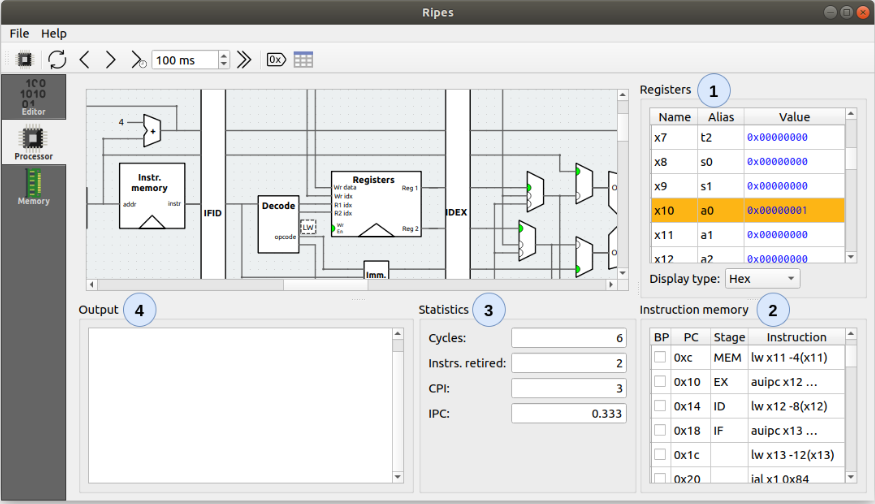 Ripes
File Help
100 ms
0x
100
1010
01
Editor
Processor
Memory
4
+
Instr.
memory
addr instr
IFID
Decode
opcode
LW
Registers
Wr data
Wr idx
R1 idx
R2 idx
Wr
En
Reg 1
Reg 2
Imm.
IDEX
Registers 1
Name Alias Value
x7 t2 0x00000000
x8 s0 0x00000000
x9 s1 0x00000000
x10 a0 0x00000001
x11 a1 0x00000000
x12 a2 0x00000000
Display type: Hex
Output 4
Statistics 3
Cycles: 6
Instrs. retired: 2
CPI: 3
IPC: 0.333
Instruction memory 2
BP PC Stage Instruction
0xc MEM lw x11 -4(x11)
0x10 EX auipc x12 ...
0x14 ID lw x12 -8(x12)
0x18 IF auipc x13 ...
0x1c lw x13 -12(x13)
0x20 jal x1 0x84